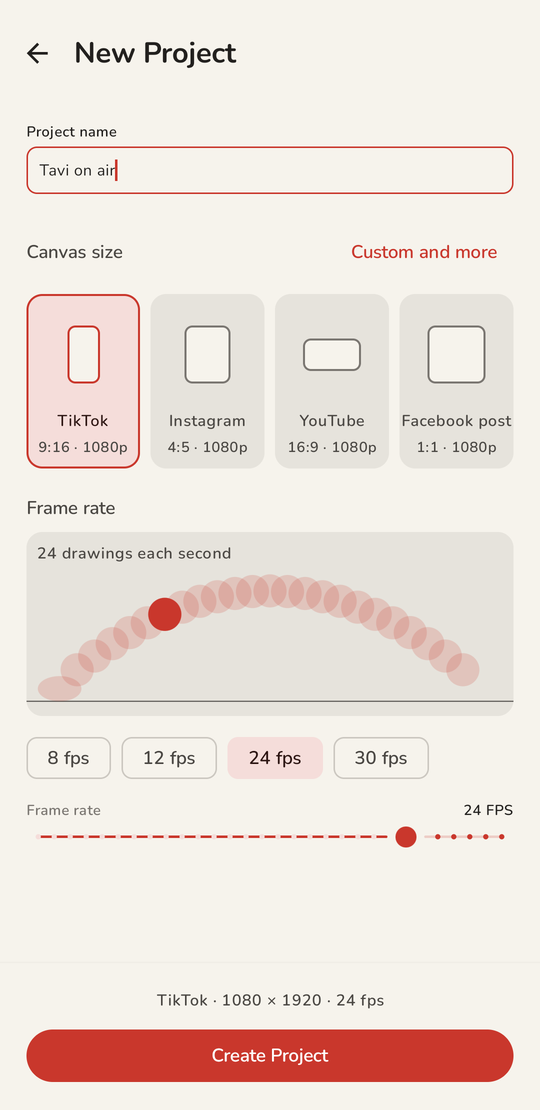 New Project
Project name
Tavi on air
Canvas size
Custom and more
TikTok
9:16 · 1080p
Instagram
4:5 · 1080p
YouTube
16:9 · 1080p
Facebook post
1:1 · 1080p
Frame rate
24 drawings each second
8 fps
12 fps
24 fps
30 fps
Frame rate
24 FPS
TikTok · 1080 × 1920 · 24 fps
Create Project